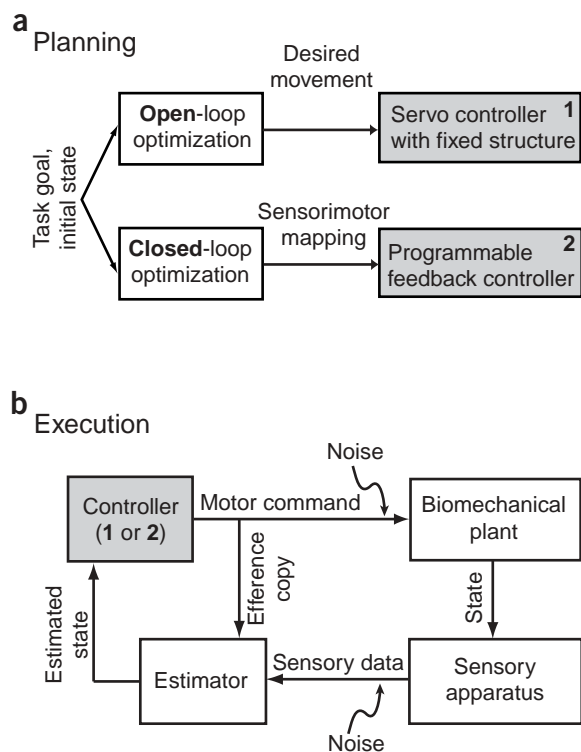 a
Planning
Task goal,
initial state
Open-loop
optimization
Desired
movement
Servo controller 1
with fixed structure
Closed-loop
optimization
Sensorimotor
mapping
Programmable 2
feedback controller
b
Execution
Controller
(1 or 2)
Motor command
Noise
Biomechanical
plant
Efference
copy
State
Estimated
state
Estimator
Sensory data
Noise
Sensory
apparatus